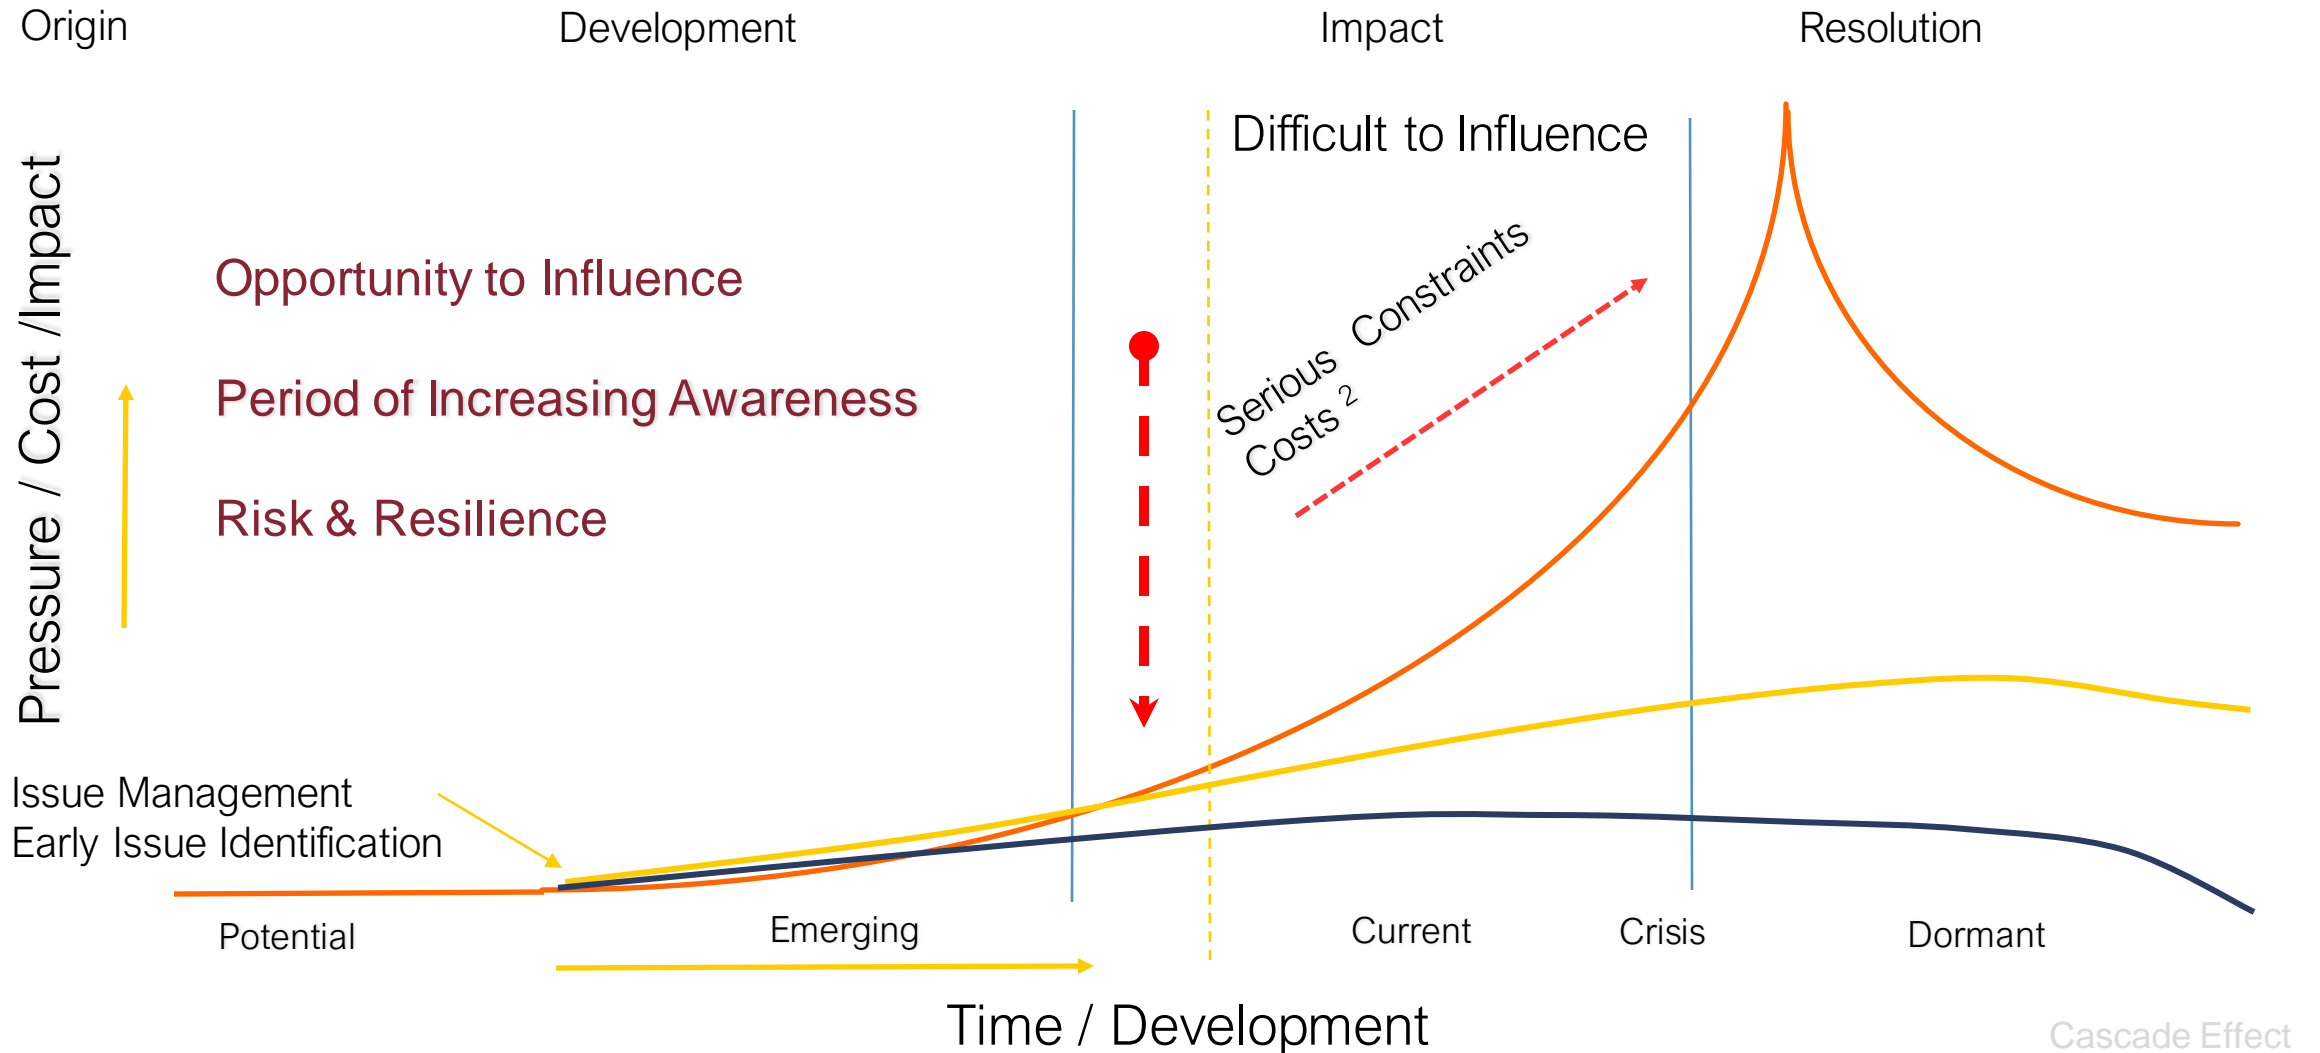 Origin
Development
Impact
Resolution
Difficult to Influence
Pressure / Cost /Impact
Opportunity to Influence
Period of Increasing Awareness
Risk & Resilience
Serious Constraints
Costs ²
Issue Management
Early Issue Identification
Potential
Emerging
Current
Crisis
Dormant
Time / Development
Cascade Effect